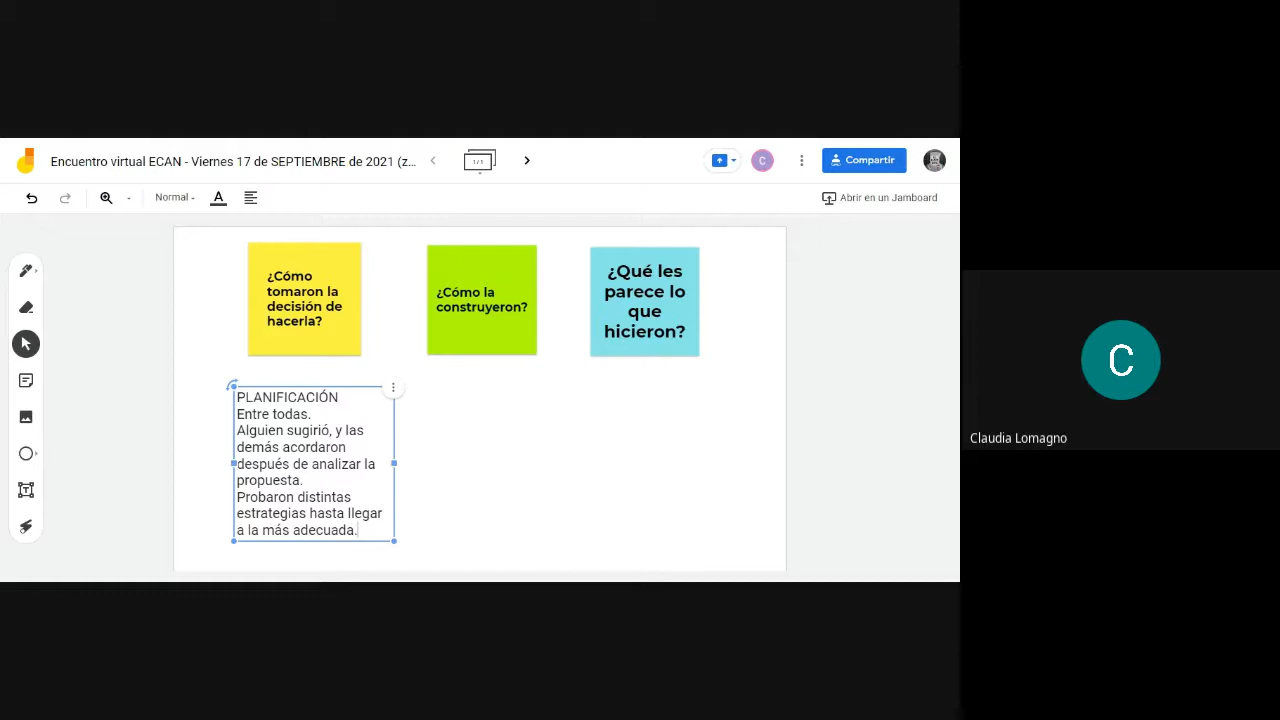 Encuentro virtual ECAN - Viernes 17 de SEPTIEMBRE de 2021 (z...
1 / 1
C
Compartir
Normal
A
Abrir en un Jamboard
¿Cómo
tomaron la
decisión de
hacerla?
¿Cómo la
construyeron?
¿Qué les
parece lo
que
hicieron?
PLANIFICACIÓN
Entre todas.
Alguien sugirió, y las
demás acordaron
después de analizar la
propuesta.
Probaron distintas
estrategias hasta llegar
a la más adecuada.
C
Claudia Lomagno